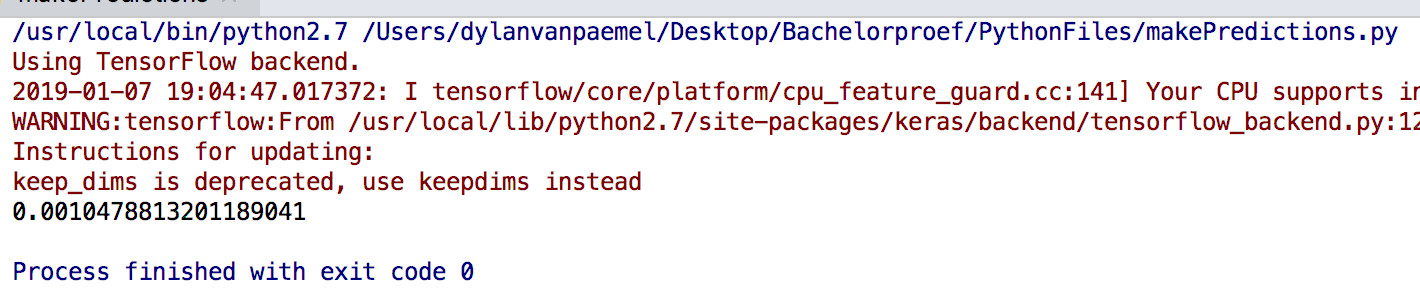 makePredictions
/usr/local/bin/python2.7 /Users/dylanvanpaemel/Desktop/Bachelorproef/PythonFiles/makePredictions.py
Using TensorFlow backend.
2019-01-07 19:04:47.017372: I tensorflow/core/platform/cpu_feature_guard.cc:141] Your CPU supports in
WARNING:tensorflow:From /usr/local/lib/python2.7/site-packages/keras/backend/tensorflow_backend.py:12
Instructions for updating:
keep_dims is deprecated, use keepdims instead
0.0010478813201189041
Process finished with exit code 0